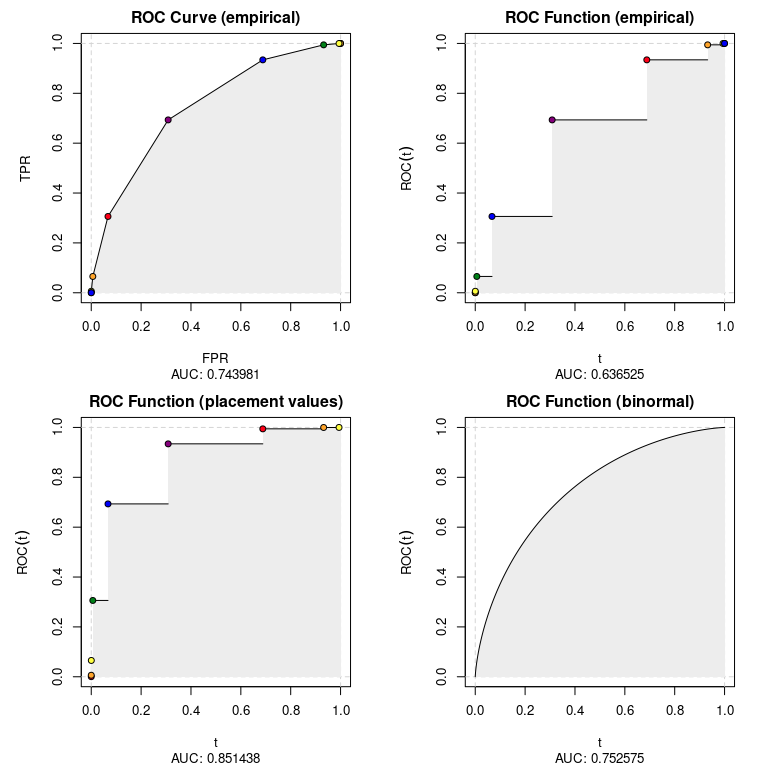 ROC Curve (empirical)
TPR
0.0 0.2 0.4 0.6 0.8 1.0
0.0 0.2 0.4 0.6 0.8 1.0
FPR
AUC: 0.743981
ROC Function (empirical)
ROC(t)
0.0 0.2 0.4 0.6 0.8 1.0
0.0 0.2 0.4 0.6 0.8 1.0
t
AUC: 0.636525
ROC Function (placement values)
ROC(t)
0.0 0.2 0.4 0.6 0.8 1.0
0.0 0.2 0.4 0.6 0.8 1.0
t
AUC: 0.851438
ROC Function (binormal)
ROC(t)
0.0 0.2 0.4 0.6 0.8 1.0
0.0 0.2 0.4 0.6 0.8 1.0
t
AUC: 0.752575